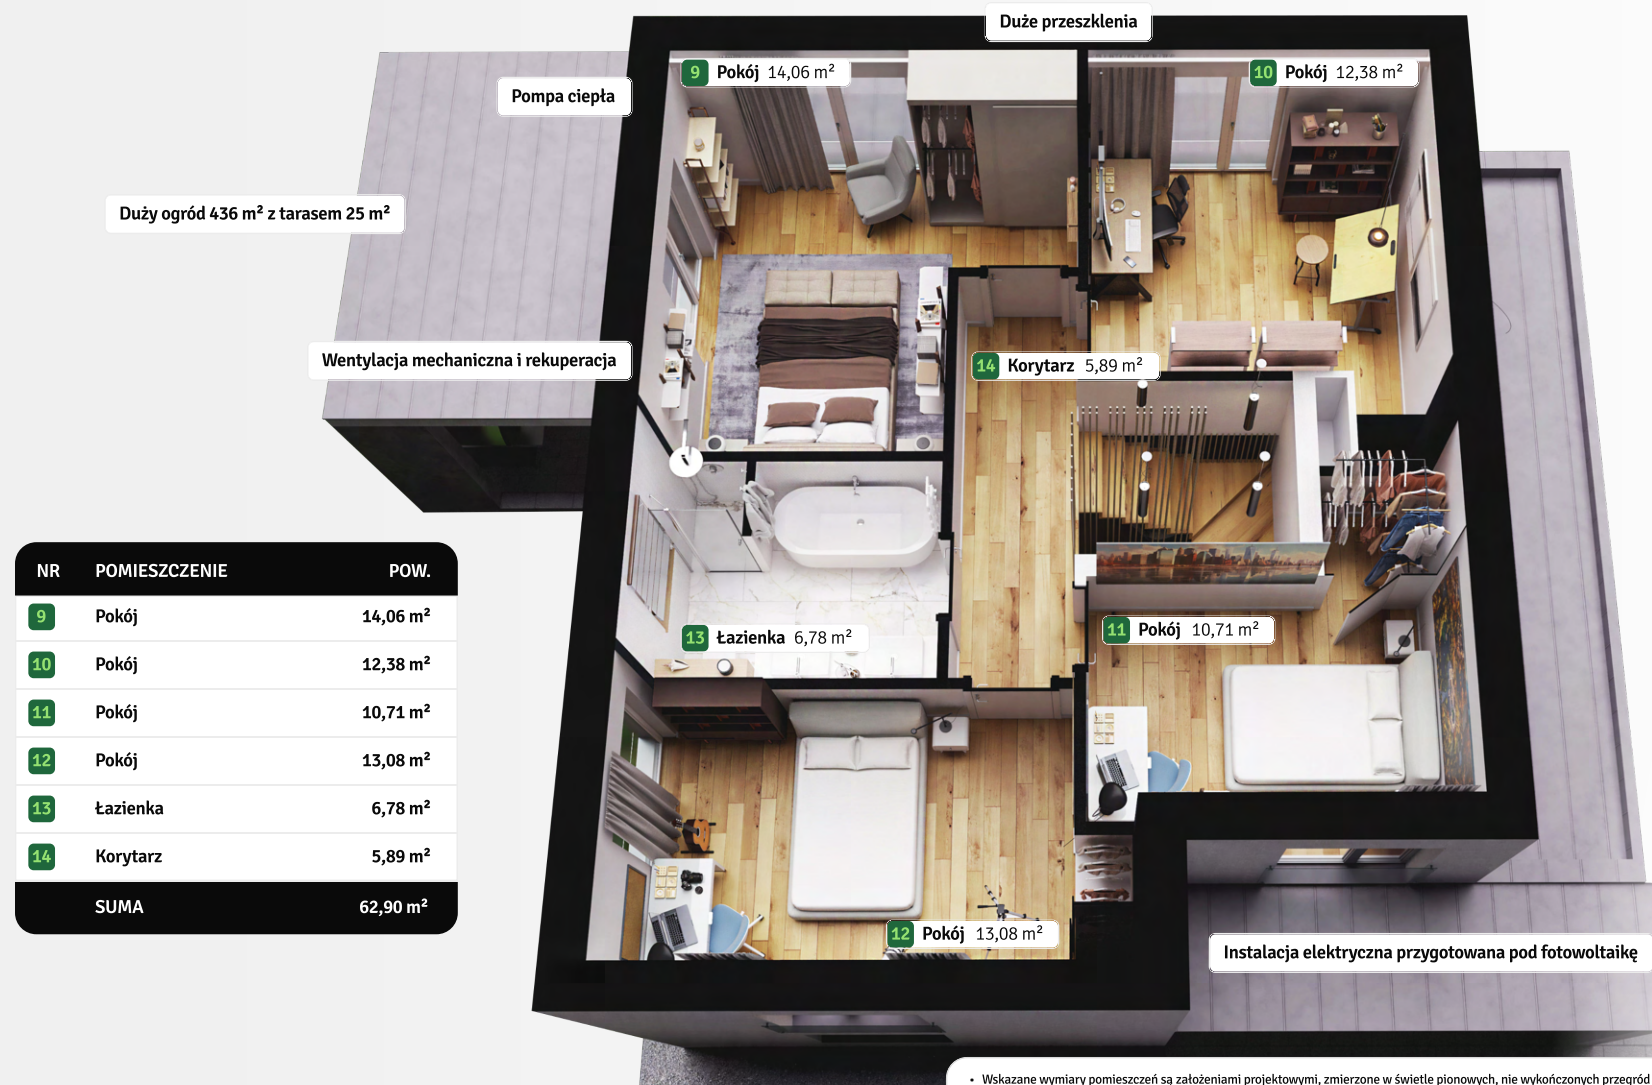 Duże przeszklenia
9 Pokój 14,06 m²
10 Pokój 12,38 m²
Pompa ciepła
Duży ogród 436 m² z tarasem 25 m²
Wentylacja mechaniczna i rekuperacja
14 Korytarz 5,89 m²
13 Łazienka 6,78 m²
11 Pokój 10,71 m²
12 Pokój 13,08 m²
Instalacja elektryczna przygotowana pod fotowoltaikę
NR POMIESZCZENIE POW.
9 Pokój 14,06 m²
10 Pokój 12,38 m²
11 Pokój 10,71 m²
12 Pokój 13,08 m²
13 Łazienka 6,78 m²
14 Korytarz 5,89 m²
SUMA 62,90 m²
• Wskazane wymiary pomieszczeń są założeniami projektowymi, zmierzone w świetle pionowych, nie wykończonych przegród